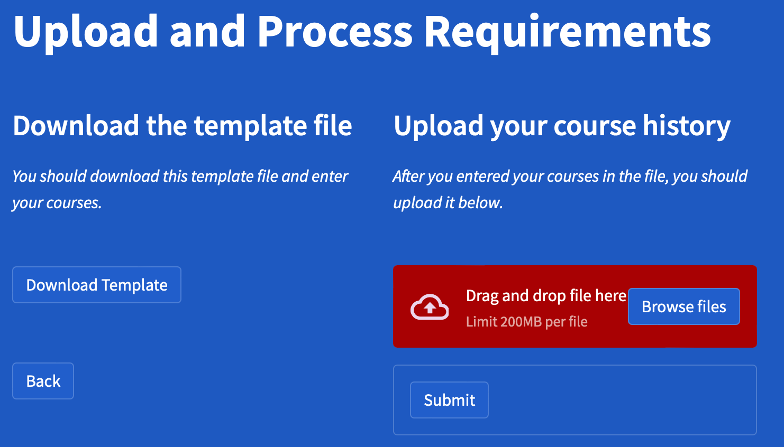 Upload and Process Requirements
Download the template file
You should download this template file and enter
your courses.
Download Template
Back
Upload your course history
After you entered your courses in the file, you should
upload it below.
Drag and drop file here
Limit 200MB per file
Browse files
Submit